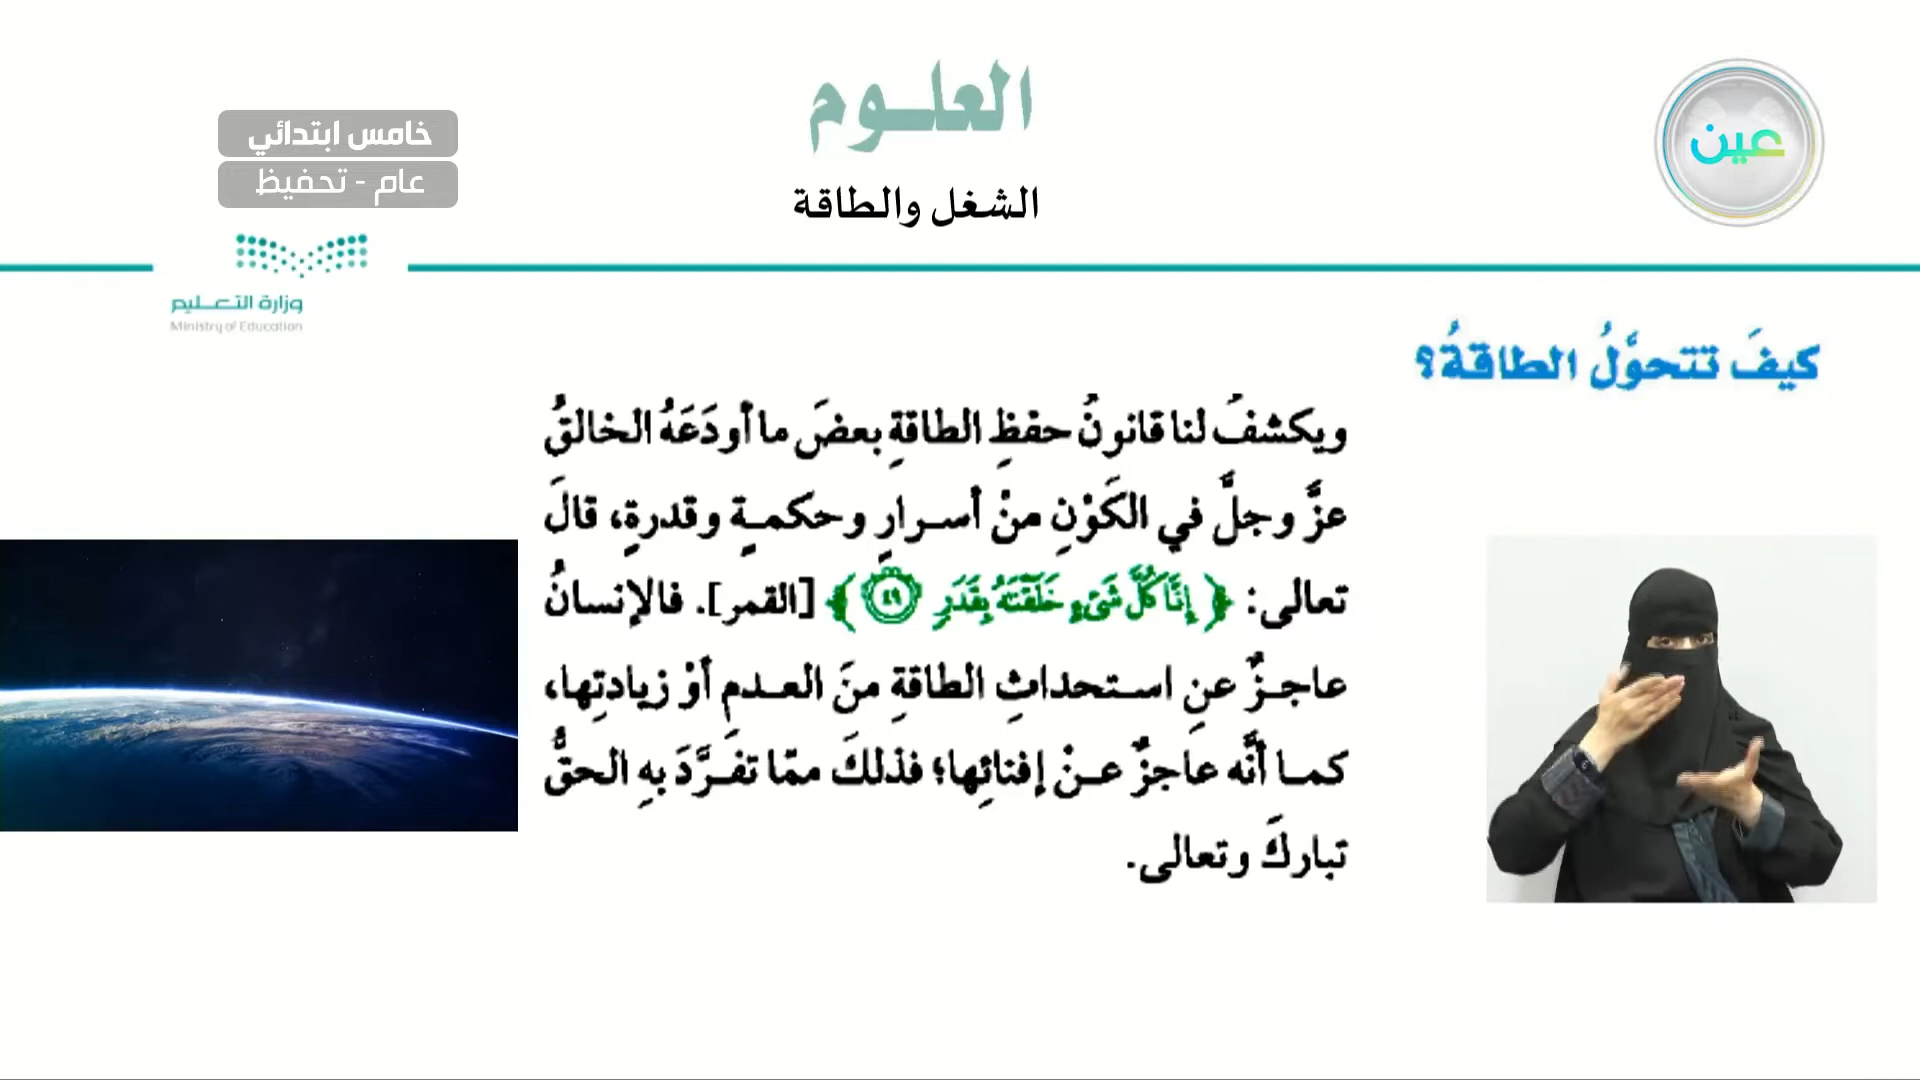 العلوم
الشغل والطاقة
عين
خامس ابتدائي
عام - تحفيظ
وزارة التعليم
Ministry of Education
كيفَ تتحوَّلُ الطاقةُ؟
ويكشفُ لنا قانونُ حفْظِ الطاقةِ بعضَ ما أودَعَهُ الخالقُ
عزَّ وجلَّ في الكَوْنِ منْ أسرارٍ وحكمةٍ وقدرةٍ، قالَ
تعالى: ﴿ إِنَّا كُلَّ شَىْءٍ خَلَقْنَٰهُ بِقَدَرٍ ٤٩ ﴾ [القمر]. فالإنسانُ
عاجزٌ عنِ استحداثِ الطاقةِ منَ العدمِ أوْ زيادتِها،
كما أنَّه عاجزٌ عنْ إفنائِها؛ فذلكَ ممّا تفرَّدَ بهِ الحقُّ
تباركَ وتعالى.